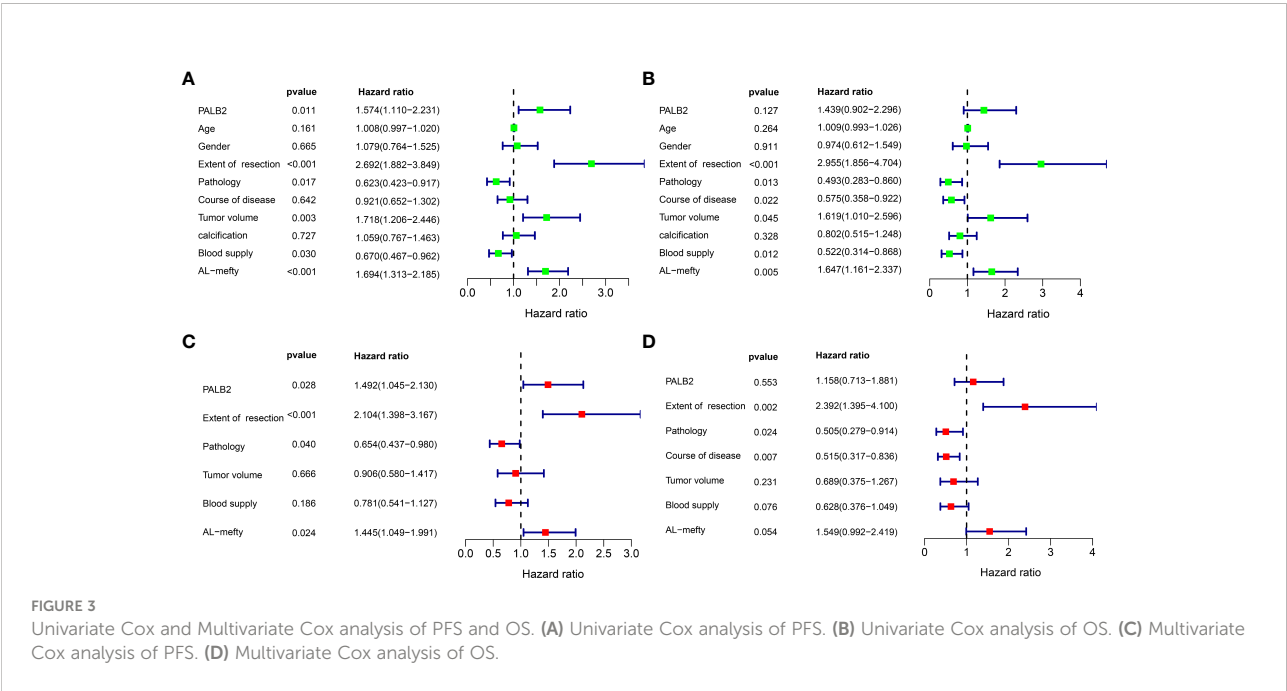 A
pvalue Hazard ratio
PALB2 0.011 1.574(1.110−2.231)
Age 0.161 1.008(0.997−1.020)
Gender 0.665 1.079(0.764−1.525)
Extent of resection <0.001 2.692(1.882−3.849)
Pathology 0.017 0.623(0.423−0.917)
Course of disease 0.642 0.921(0.652−1.302)
Tumor volume 0.003 1.718(1.206−2.446)
calcification 0.727 1.059(0.767−1.463)
Blood supply 0.030 0.670(0.467−0.962)
AL−mefty <0.001 1.694(1.313−2.185)
0.0 1.0 2.0 3.0
Hazard ratio
B
pvalue Hazard ratio
PALB2 0.127 1.439(0.902−2.296)
Age 0.264 1.009(0.993−1.026)
Gender 0.911 0.974(0.612−1.549)
Extent of resection <0.001 2.955(1.856−4.704)
Pathology 0.013 0.493(0.283−0.860)
Course of disease 0.022 0.575(0.358−0.922)
Tumor volume 0.045 1.619(1.010−2.596)
calcification 0.328 0.802(0.515−1.248)
Blood supply 0.012 0.522(0.314−0.868)
AL−mefty 0.005 1.647(1.161−2.337)
0 1 2 3 4
Hazard ratio
C
pvalue Hazard ratio
PALB2 0.028 1.492(1.045−2.130)
Extent of resection <0.001 2.104(1.398−3.167)
Pathology 0.040 0.654(0.437−0.980)
Tumor volume 0.666 0.906(0.580−1.417)
Blood supply 0.186 0.781(0.541−1.127)
AL−mefty 0.024 1.445(1.049−1.991)
0.0 0.5 1.0 1.5 2.0 2.5 3.0
Hazard ratio
D
pvalue Hazard ratio
PALB2 0.553 1.158(0.713−1.881)
Extent of resection 0.002 2.392(1.395−4.100)
Pathology 0.024 0.505(0.279−0.914)
Course of disease 0.007 0.515(0.317−0.836)
Tumor volume 0.231 0.689(0.375−1.267)
Blood supply 0.076 0.628(0.376−1.049)
AL−mefty 0.054 1.549(0.992−2.419)
0 1 2 3 4
Hazard ratio
FIGURE 3
Univariate Cox and Multivariate Cox analysis of PFS and OS. (A) Univariate Cox analysis of PFS. (B) Univariate Cox analysis of OS. (C) Multivariate
Cox analysis of PFS. (D) Multivariate Cox analysis of OS.